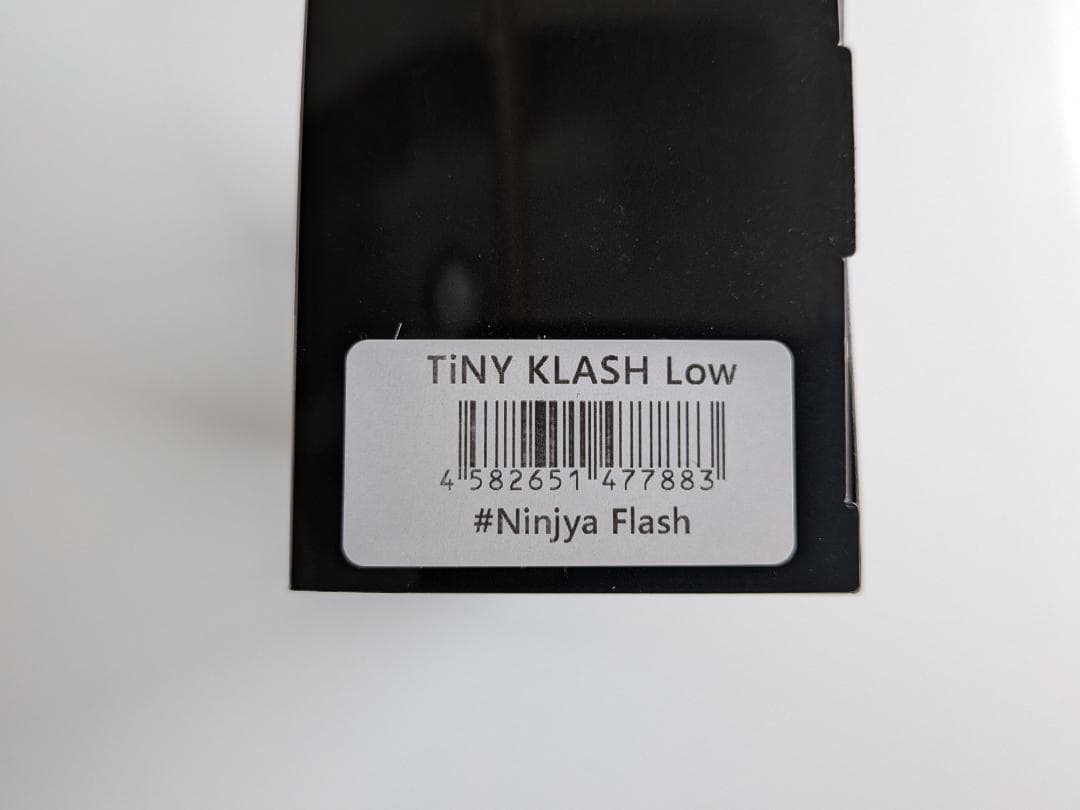 TiNY KLASH Low
4 582651 477883
#Ninjya Flash